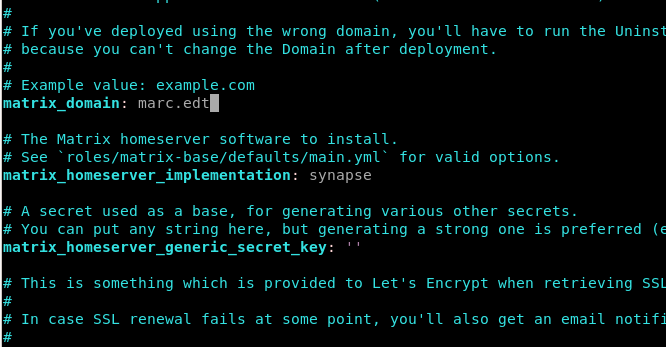 #
# If you've deployed using the wrong domain, you'll have to run the Uninst
# because you can't change the Domain after deployment.
#
# Example value: example.com
matrix_domain: marc.edt
# The Matrix homeserver software to install.
# See `roles/matrix-base/defaults/main.yml` for valid options.
matrix_homeserver_implementation: synapse
# A secret used as a base, for generating various other secrets.
# You can put any string here, but generating a strong one is preferred (e
matrix_homeserver_generic_secret_key: ''
# This is something which is provided to Let's Encrypt when retrieving SSL
#
# In case SSL renewal fails at some point, you'll also get an email notifi
#